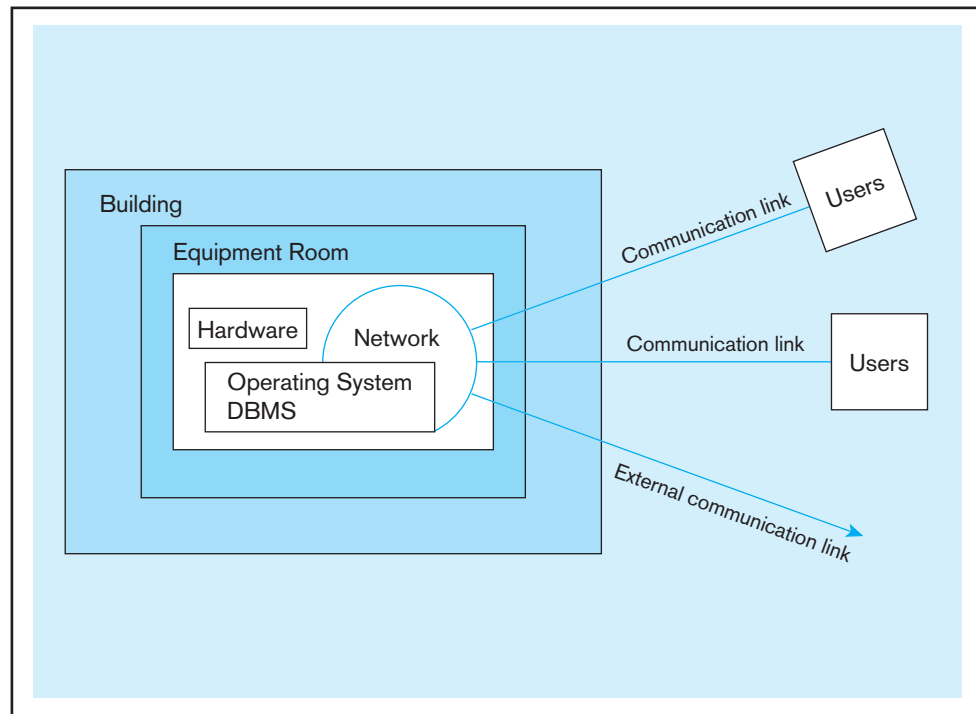 Building
Equipment Room
Hardware
Network
Operating System
DBMS
Communication link
Users
Communication link
Users
External communication link